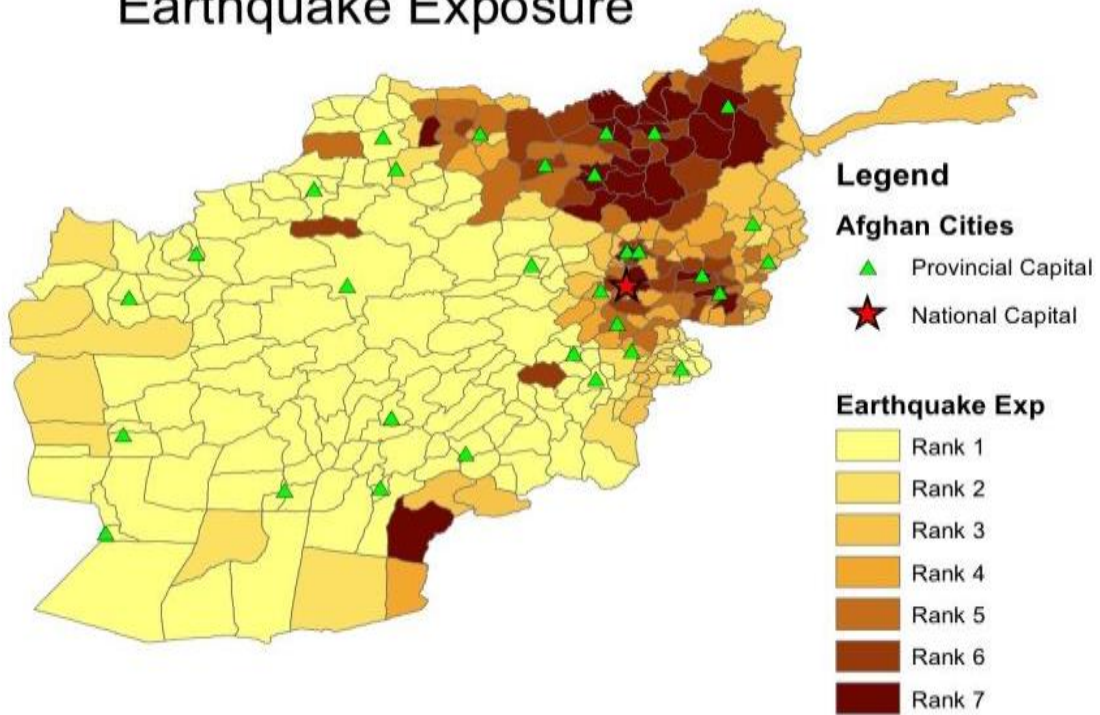 Earthquake Exposure
Legend
Afghan Cities
Provincial Capital
National Capital
Earthquake Exp
Rank 1
Rank 2
Rank 3
Rank 4
Rank 5
Rank 6
Rank 7